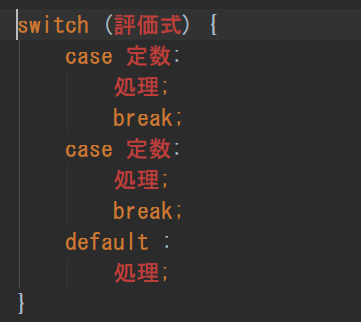 switch (評価式) {
    case 定数:
        処理;
        break;
    case 定数:
        処理;
        break;
    default :
        処理;
}